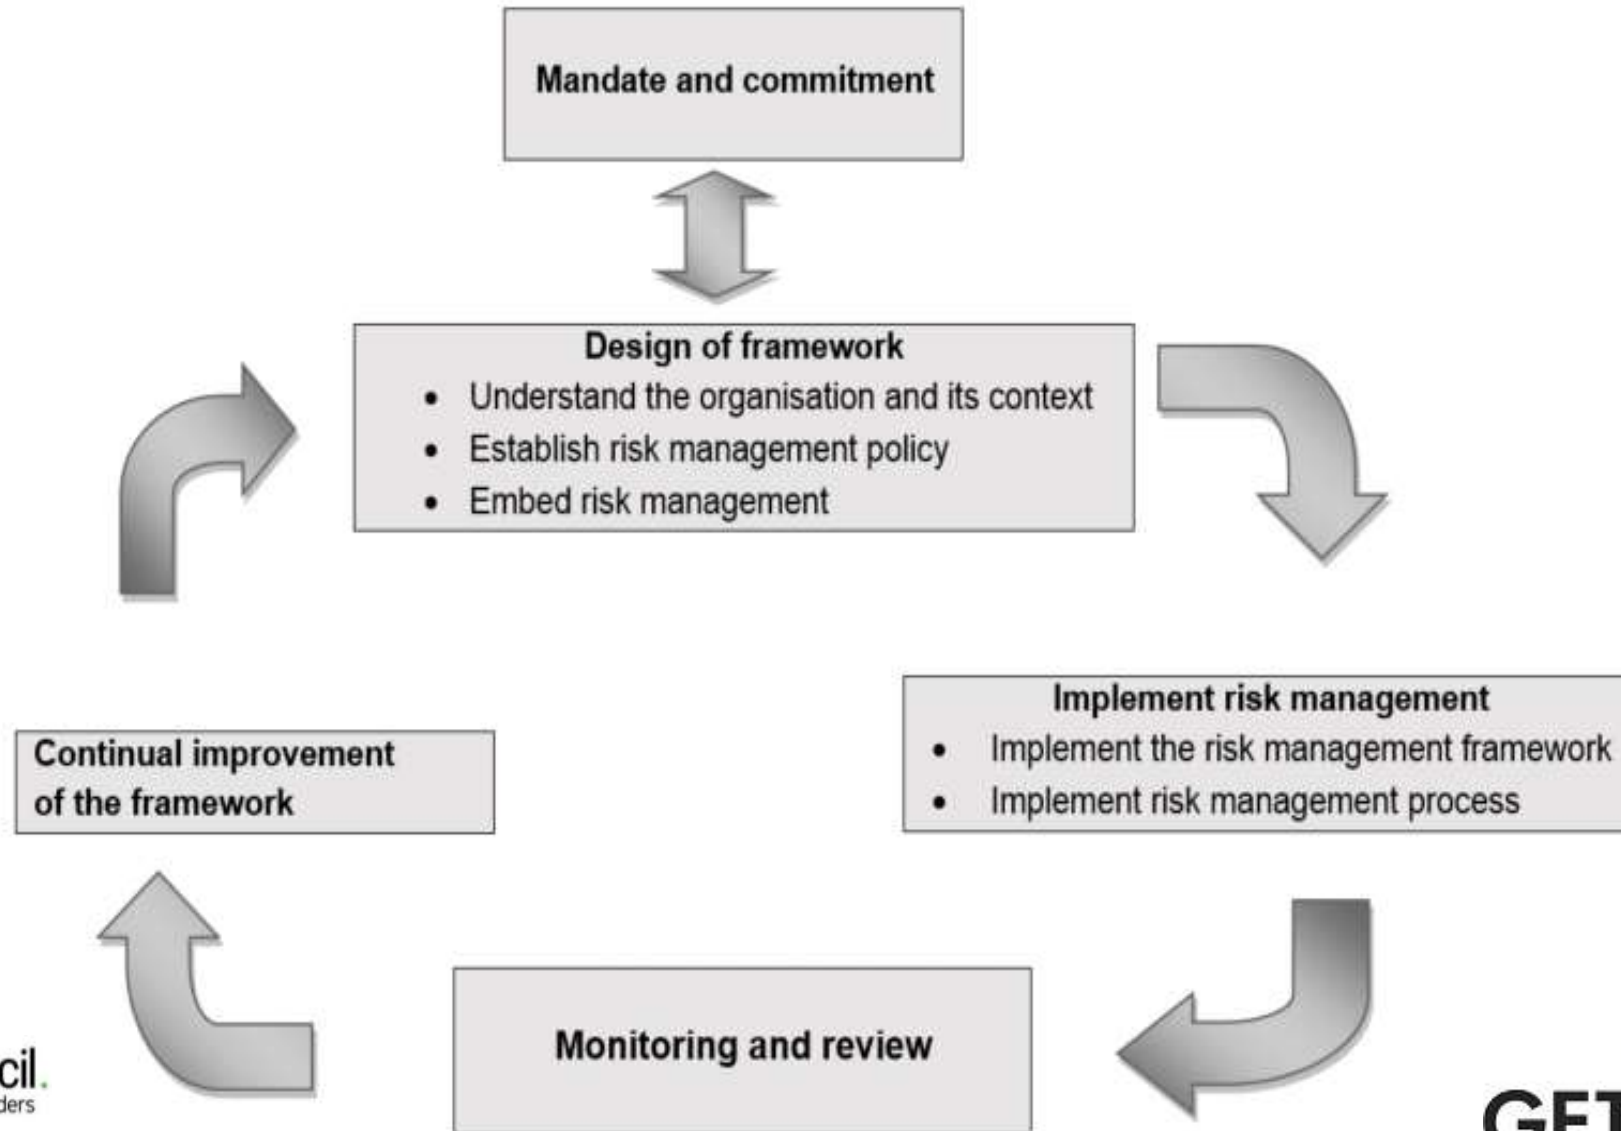 Mandate and commitment
Design of framework
• Understand the organisation and its context
• Establish risk management policy
• Embed risk management
Implement risk management
• Implement the risk management framework
• Implement risk management process
Continual improvement
of the framework
Monitoring and review
cil.
ders
GET